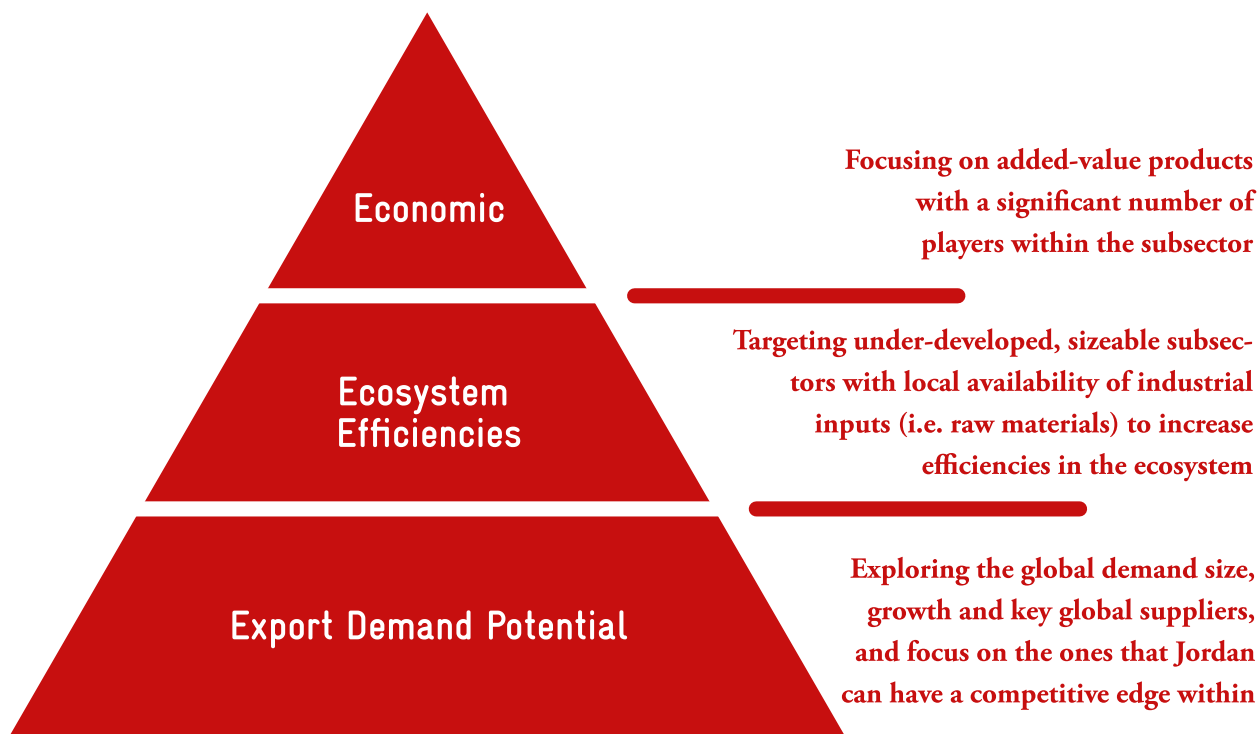 Economic
Focusing on added-value products
with a significant number of
players within the subsector
Ecosystem
Efficiencies
Targeting under-developed, sizeable subsec-
tors with local availability of industrial
inputs (i.e. raw materials) to increase
efficiencies in the ecosystem
Export Demand Potential
Exploring the global demand size,
growth and key global suppliers,
and focus on the ones that Jordan
can have a competitive edge within